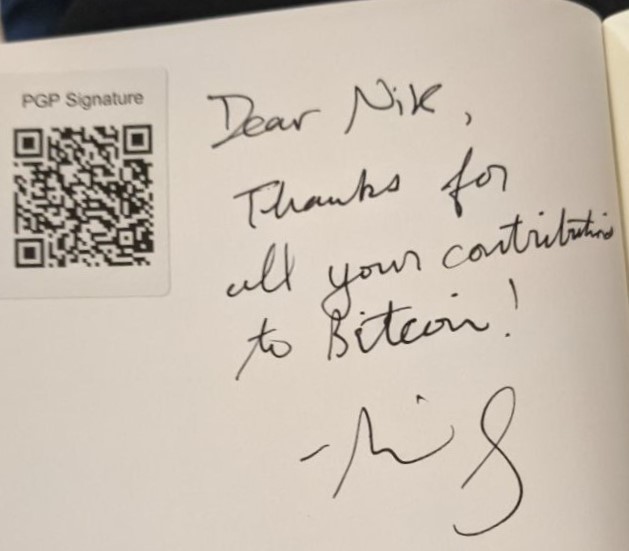 PGP Signature
Dear Nik,
Thanks for
all your contributions
to Bitcoin!